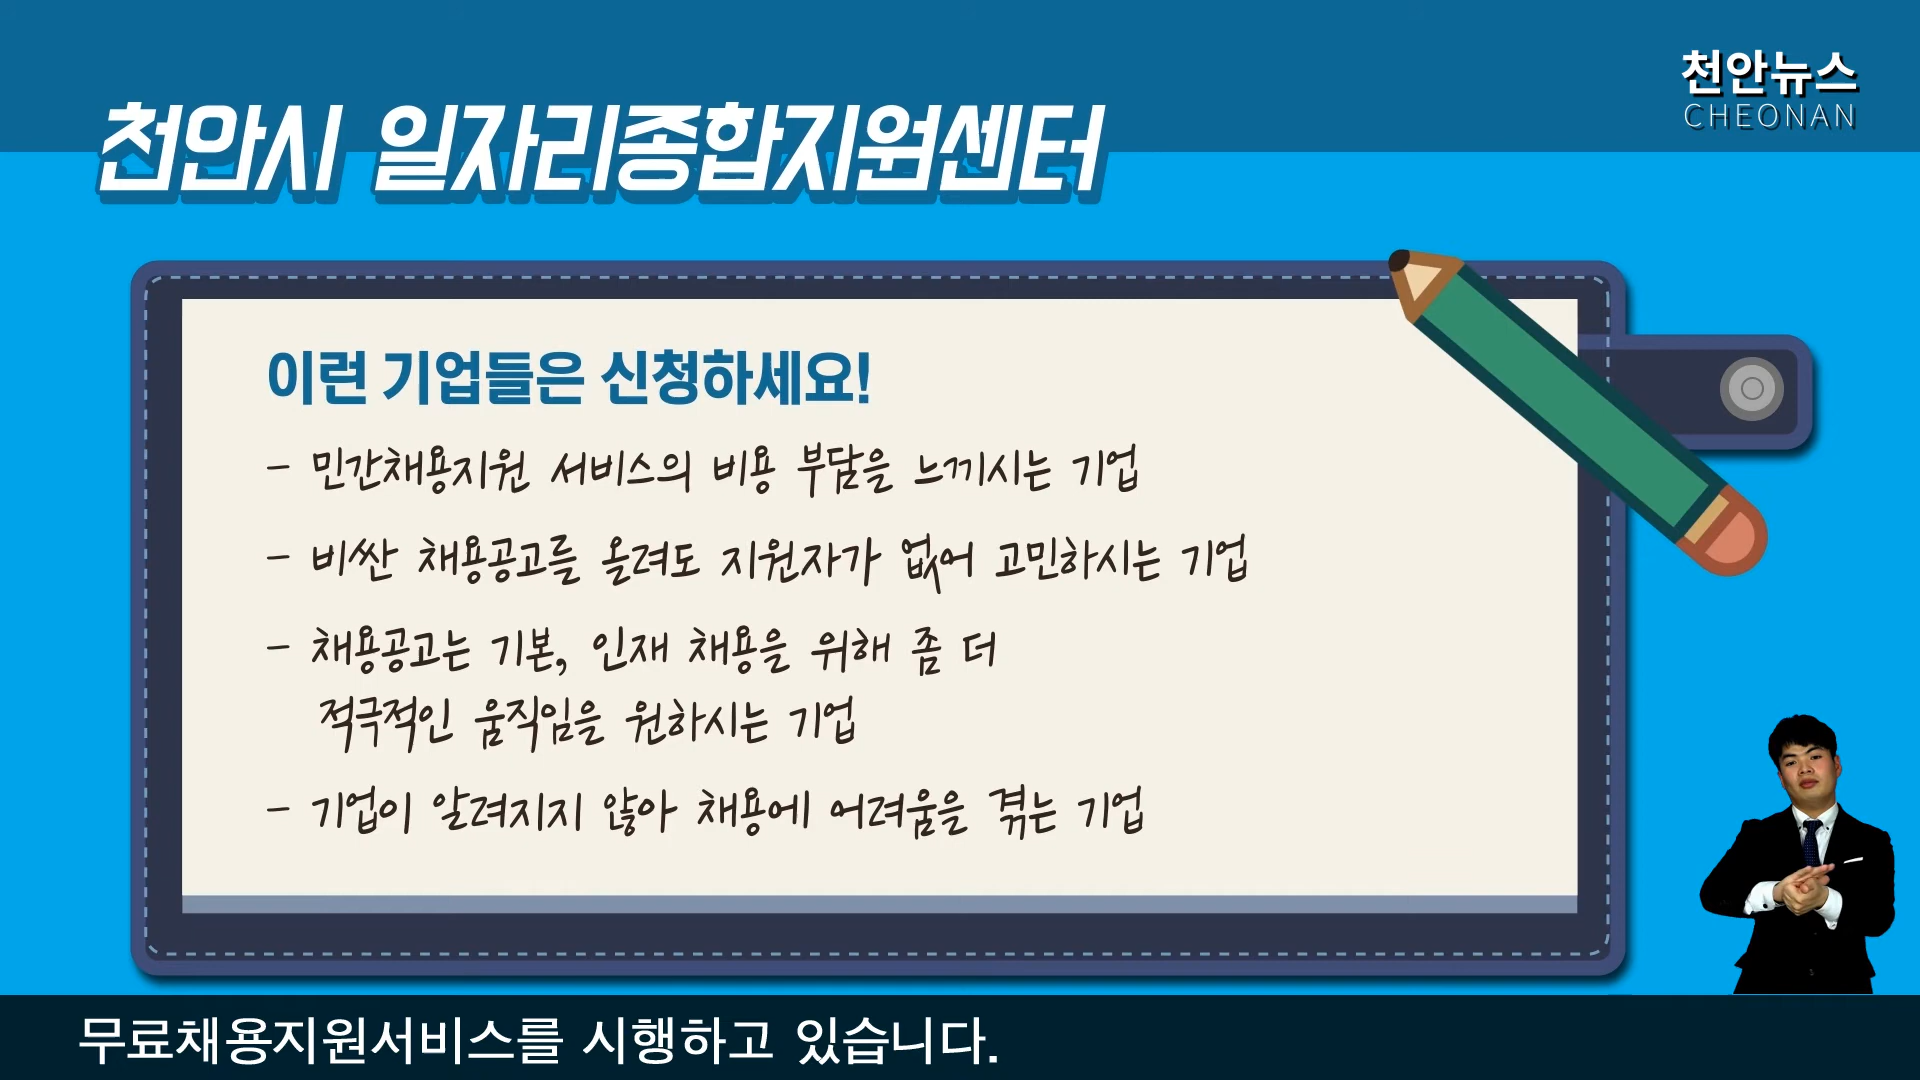 천안뉴스
CHEONAN
천안시 일자리종합지원센터
이런 기업들은 신청하세요!
- 민간채용지원 서비스의 비용 부담을 느끼시는 기업
- 비싼 채용공고를 올려도 지원자가 없어 고민하시는 기업
- 채용공고는 기본, 인재 채용을 위해 좀 더
적극적인 움직임을 원하시는 기업
- 기업이 알려지지 않아 채용에 어려움을 겪는 기업
무료채용지원서비스를 시행하고 있습니다.